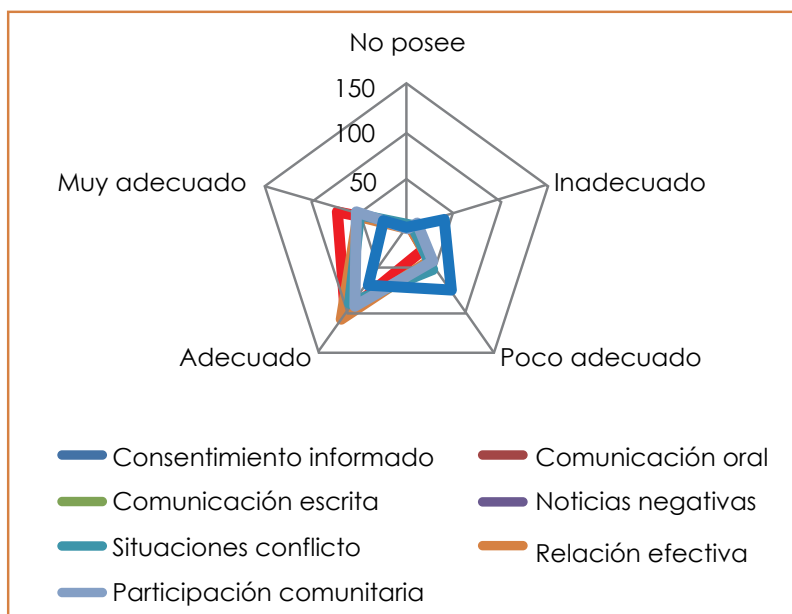 No posee
150
100
50
Muy adecuado
Inadecuado
Adecuado
Poco adecuado
Consentimiento informado
Comunicación oral
Comunicación escrita
Noticias negativas
Situaciones conflicto
Relación efectiva
Participación comunitaria